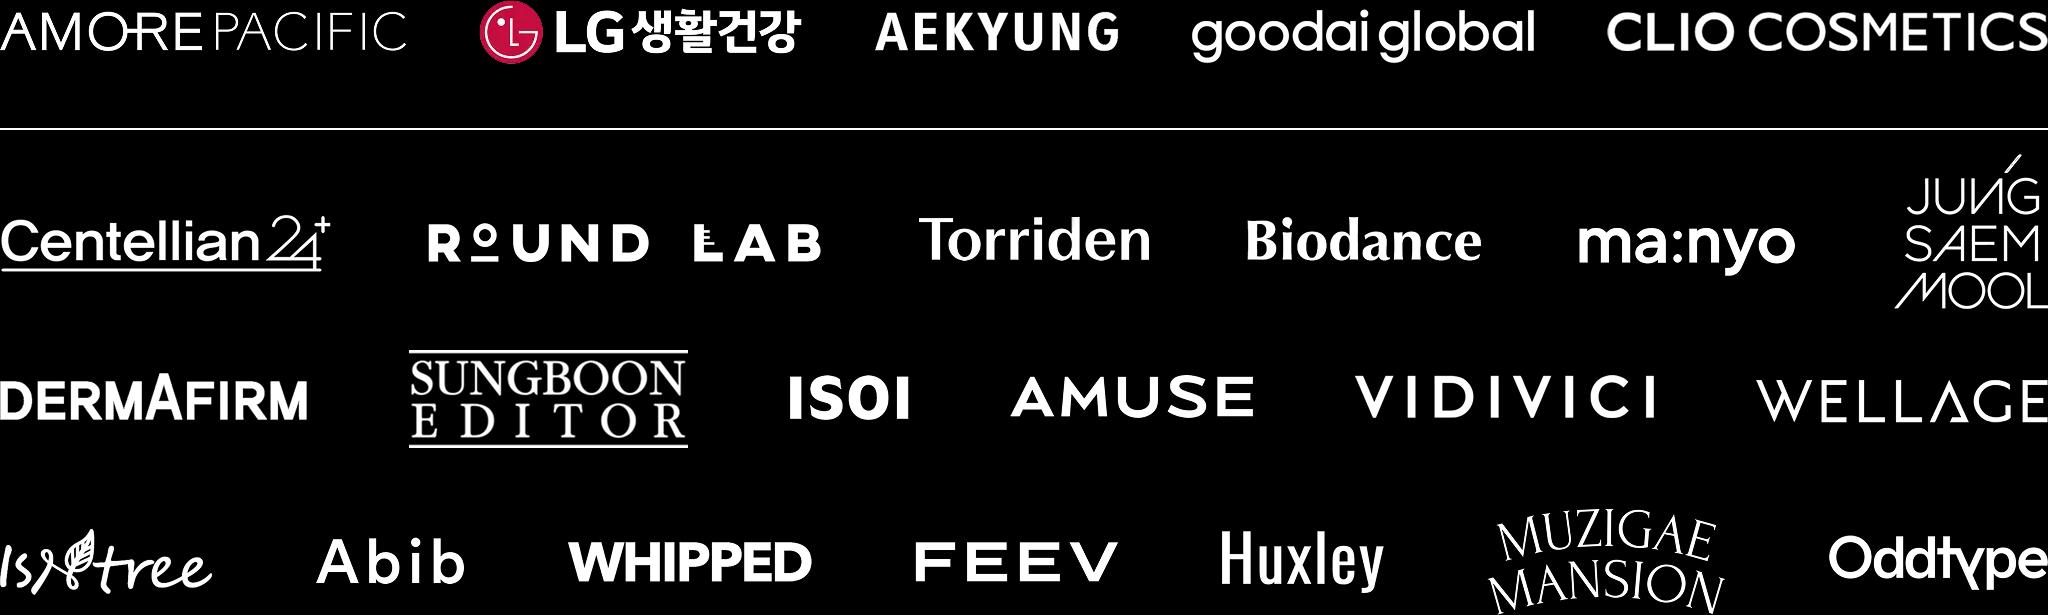 AMOREPACIFIC
LG생활건강
AEKYUNG
goodai global
CLIO COSMETICS
Centellian24+
ROUND LAB
Torriden
Biodance
ma:nyo
JUNG
SAEM
MOOL
DERMAFIRM
SUNGBOON
EDITOR
ISOI
AMUSE
VIDIVICI
WELLAGE
Isntree
Abib
WHIPPED
FEEV
Huxley
MUZIGAE
MANSION
Oddtype